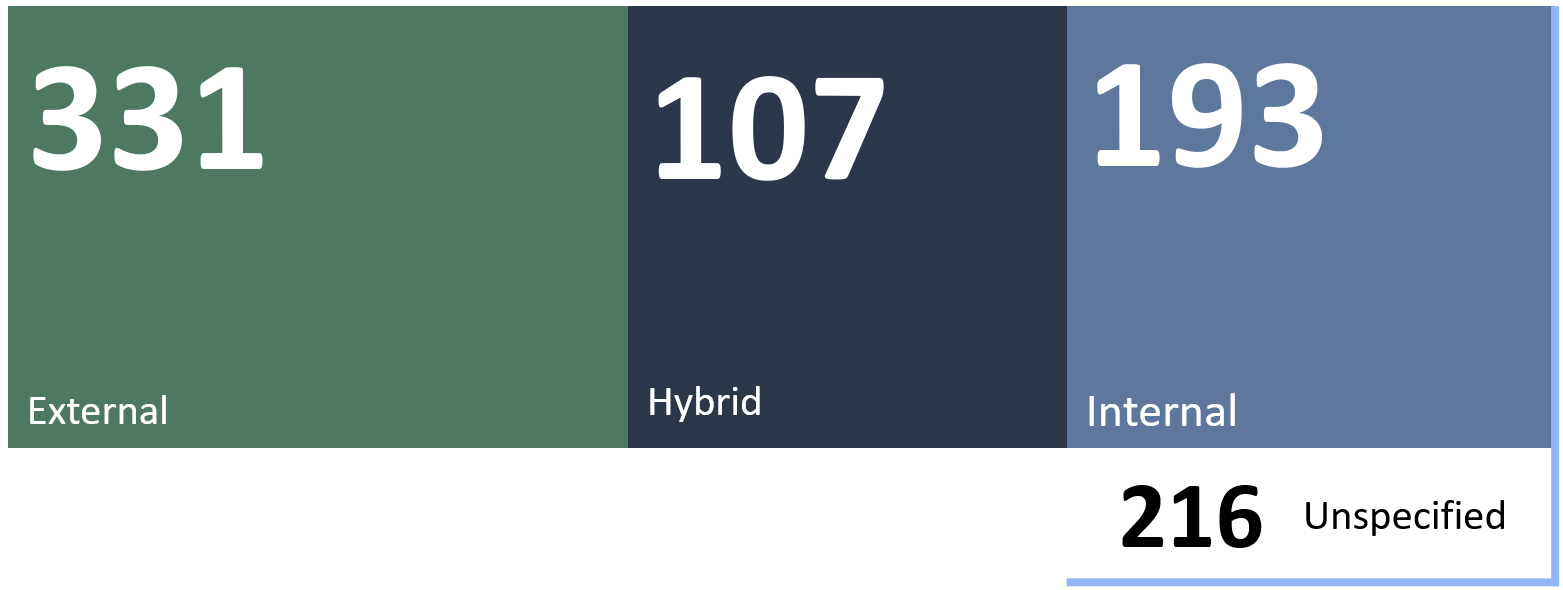 331
107
193
External
Hybrid
Internal
216 Unspecified